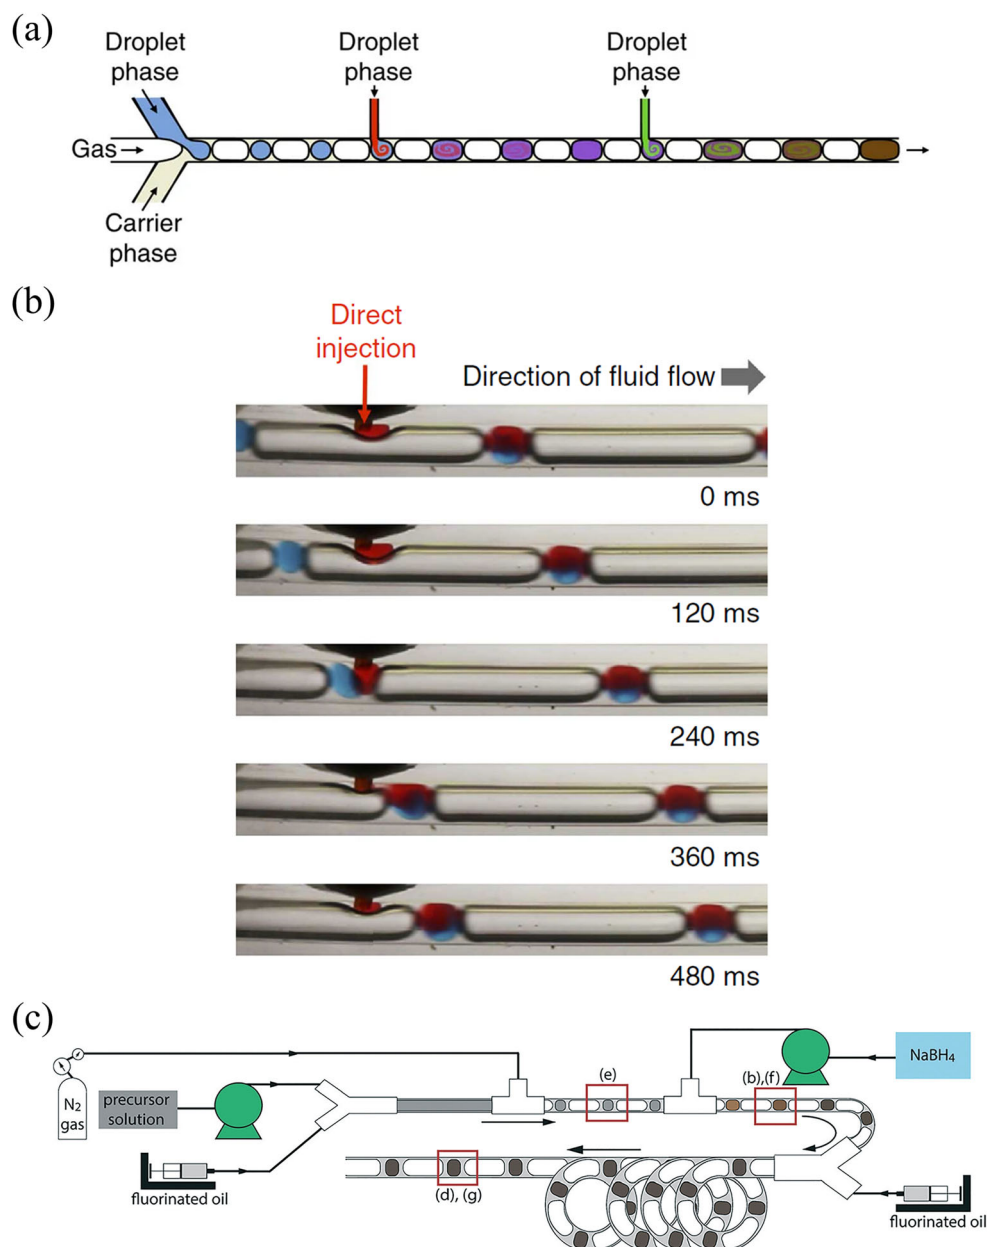 (a)
Droplet
phase
Droplet
phase
Droplet
phase
Gas
Carrier
phase
(b)
Direct
injection
Direction of fluid flow
0 ms
120 ms
240 ms
360 ms
480 ms
(c)
N₂
gas
precursor
solution
fluorinated oil
(e)
(b),(f)
NaBH₄
(d), (g)
fluorinated oil